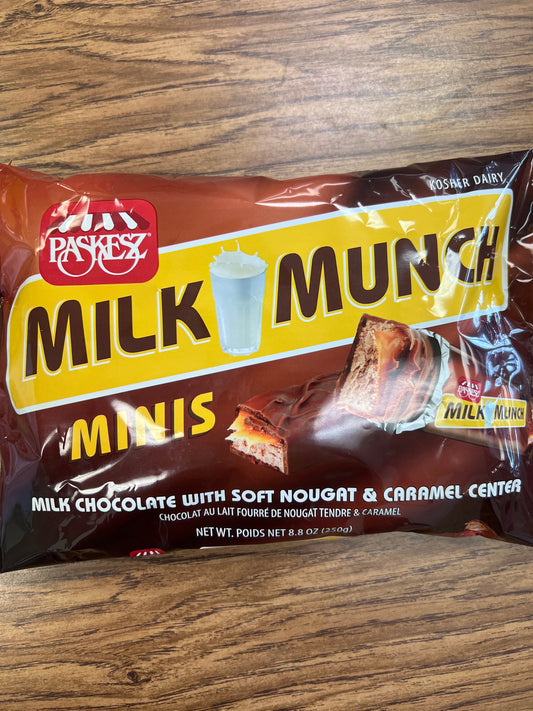 KOSHER DAIRY
PASKESZ
MILK MUNCH
MINIS
PASKESZ
MILK MUNCH
MILK CHOCOLATE WITH SOFT NOUGAT & CARAMEL CENTER
CHOCOLAT AU LAIT FOURRÉ DE NOUGAT TENDRE & CARAMEL
NET WT. POIDS NET 8.8 OZ (250g)